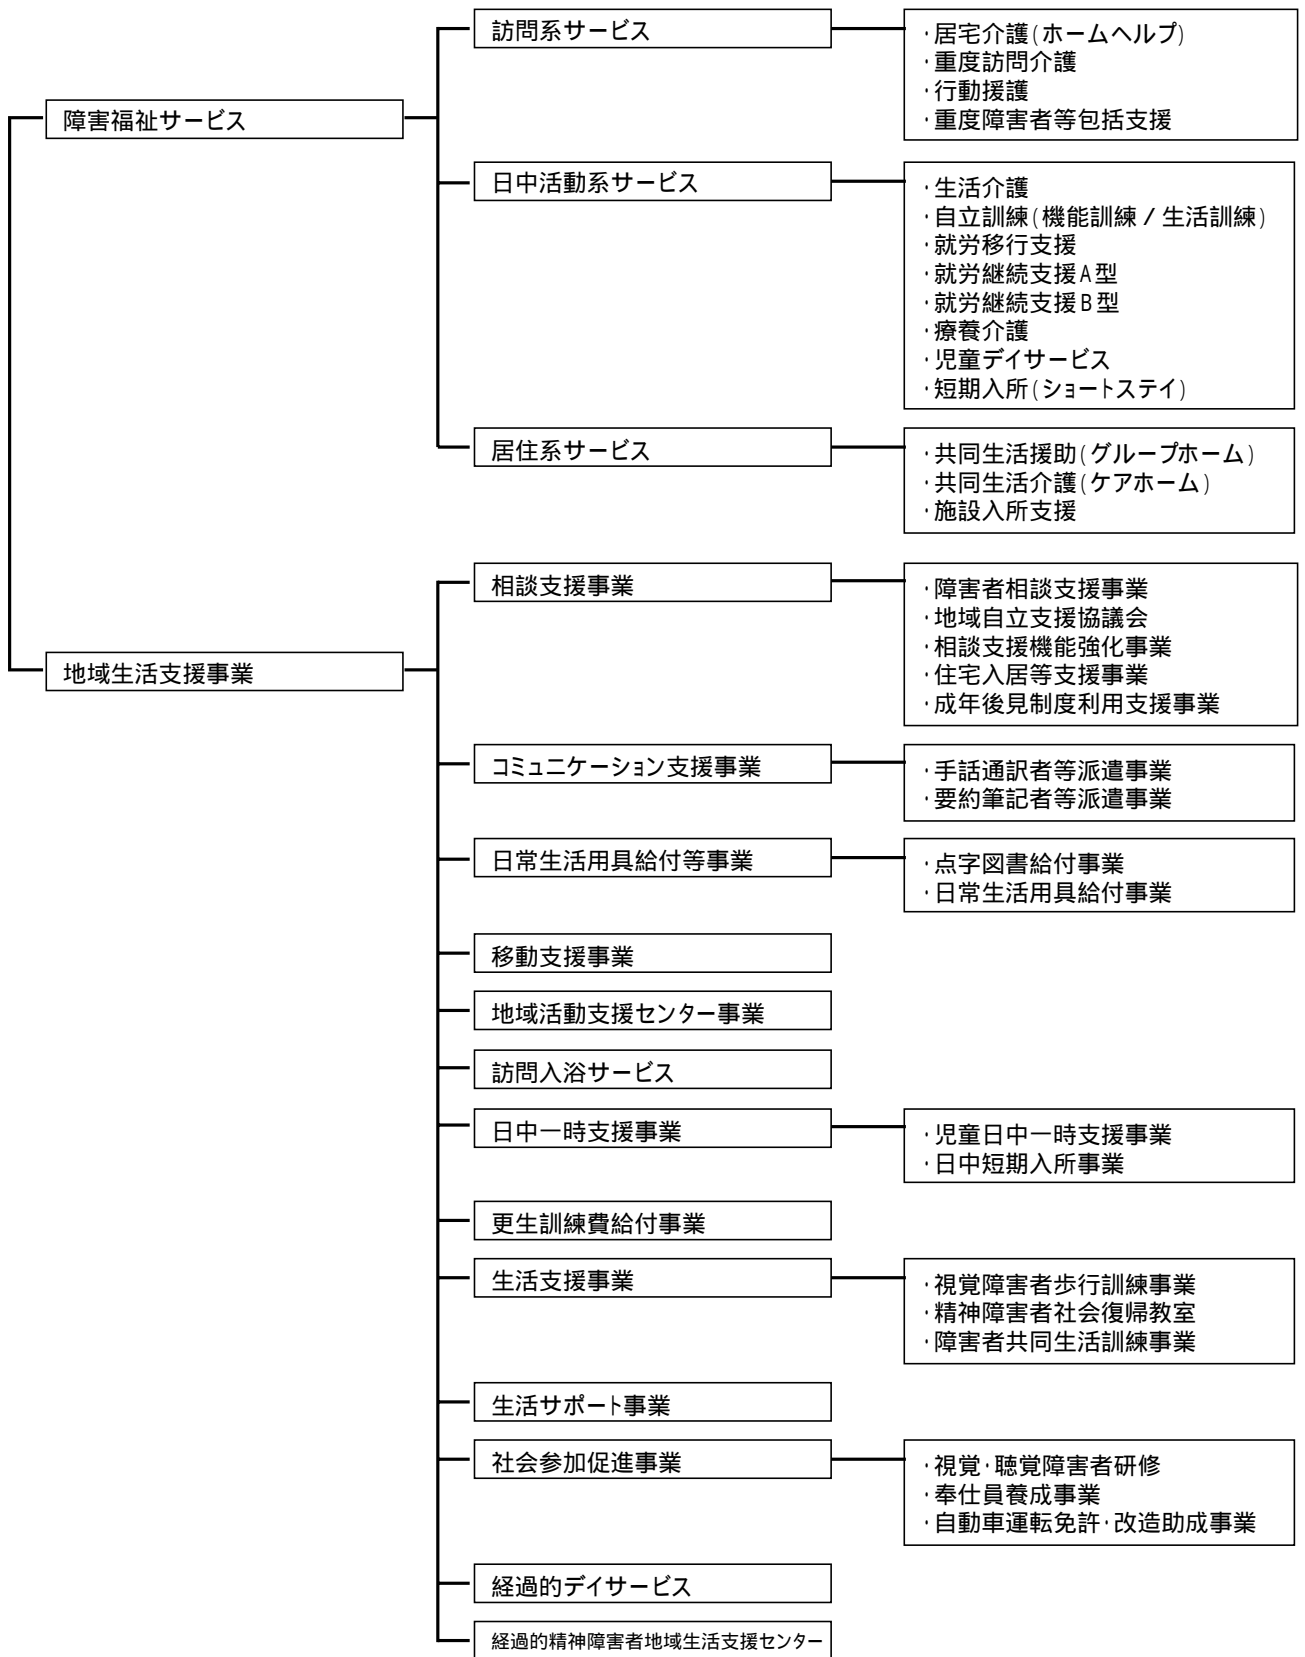 障害福祉サービス
訪問系サービス
·居宅介護(ホームヘルプ)
·重度訪問介護
·行動援護
·重度障害者等包括支援
日中活動系サービス
·生活介護
·自立訓練(機能訓練/生活訓練)
·就労移行支援
·就労継続支援A型
·就労継続支援B型
·療養介護
·児童デイサービス
·短期入所(ショートステイ)
居住系サービス
·共同生活援助(グループホーム)
·共同生活介護(ケアホーム)
·施設入所支援
地域生活支援事業
相談支援事業
·障害者相談支援事業
·地域自立支援協議会
·相談支援機能強化事業
·住宅入居等支援事業
·成年後見制度利用支援事業
コミュニケーション支援事業
·手話通訳者等派遣事業
·要約筆記者等派遣事業
日常生活用具給付等事業
·点字図書給付事業
·日常生活用具給付事業
移動支援事業
地域活動支援センター事業
訪問入浴サービス
日中一時支援事業
·児童日中一時支援事業
·日中短期入所事業
更生訓練費給付事業
生活支援事業
·視覚障害者歩行訓練事業
·精神障害者社会復帰教室
·障害者共同生活訓練事業
生活サポート事業
社会参加促進事業
·視覚·聴覚障害者研修
·奉仕員養成事業
·自動車運転免許·改造助成事業
経過的デイサービス
経過的精神障害者地域生活支援センター